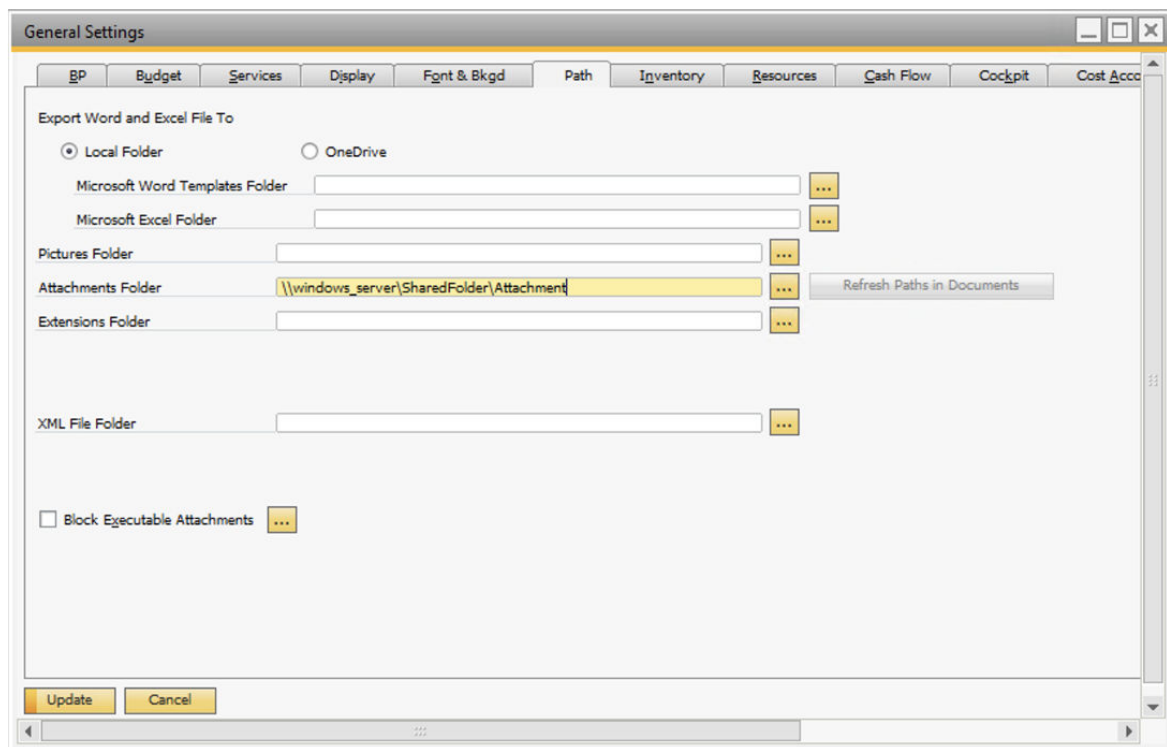 General Settings
BP Budget Services Display Font & Bkgd Path Inventory Resources Cash Flow Cockpit Cost Acco
Export Word and Excel File To
Local Folder OneDrive
Microsoft Word Templates Folder ...
Microsoft Excel Folder ...
Pictures Folder ...
Attachments Folder \\windows_server\SharedFolder\Attachment ... Refresh Paths in Documents
Extensions Folder ...
XML File Folder ...
Block Executable Attachments ...
Update Cancel